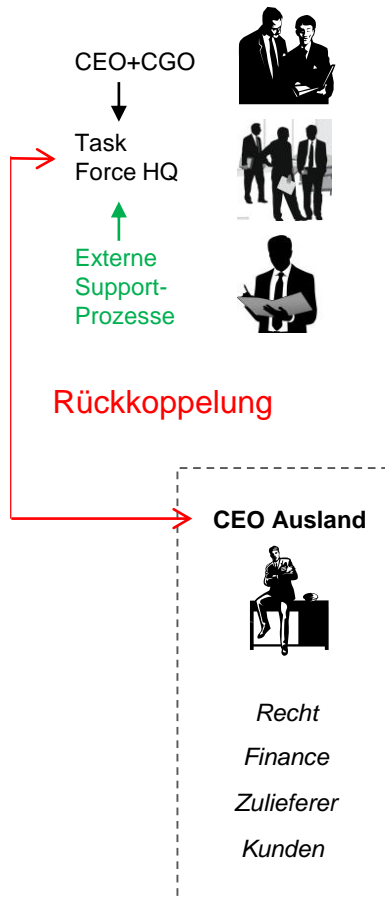 CEO+CGO
Task
Force HQ
Externe
Support-
Prozesse
Rückkoppelung
CEO Ausland
Recht
Finance
Zulieferer
Kunden